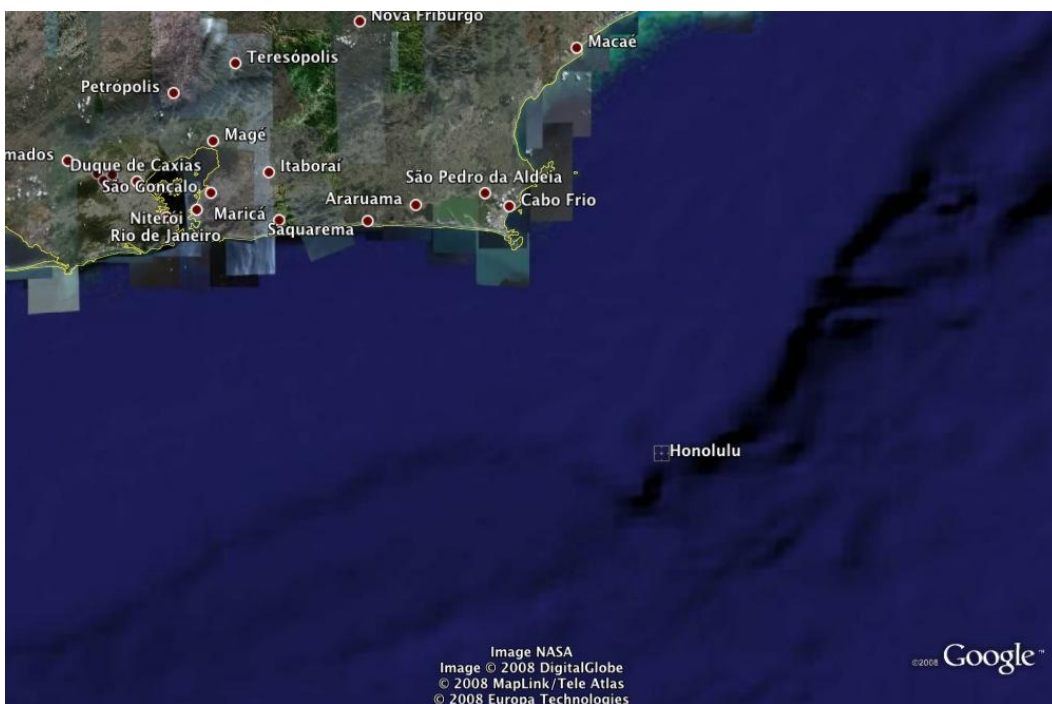 Nova Friburgo
Macaé
Teresópolis
Petrópolis
Magé
mados
Duque de Caxias
Itaboraí
São Gonçalo
São Pedro da Aldeia
Araruama
Cabo Frio
Niterói
Maricá
Rio de Janeiro
Saquarema
Honolulu
Image NASA
Image © 2008 DigitalGlobe
© 2008 MapLink/Tele Atlas
© 2008 Europa Technologies
©2008 Google™